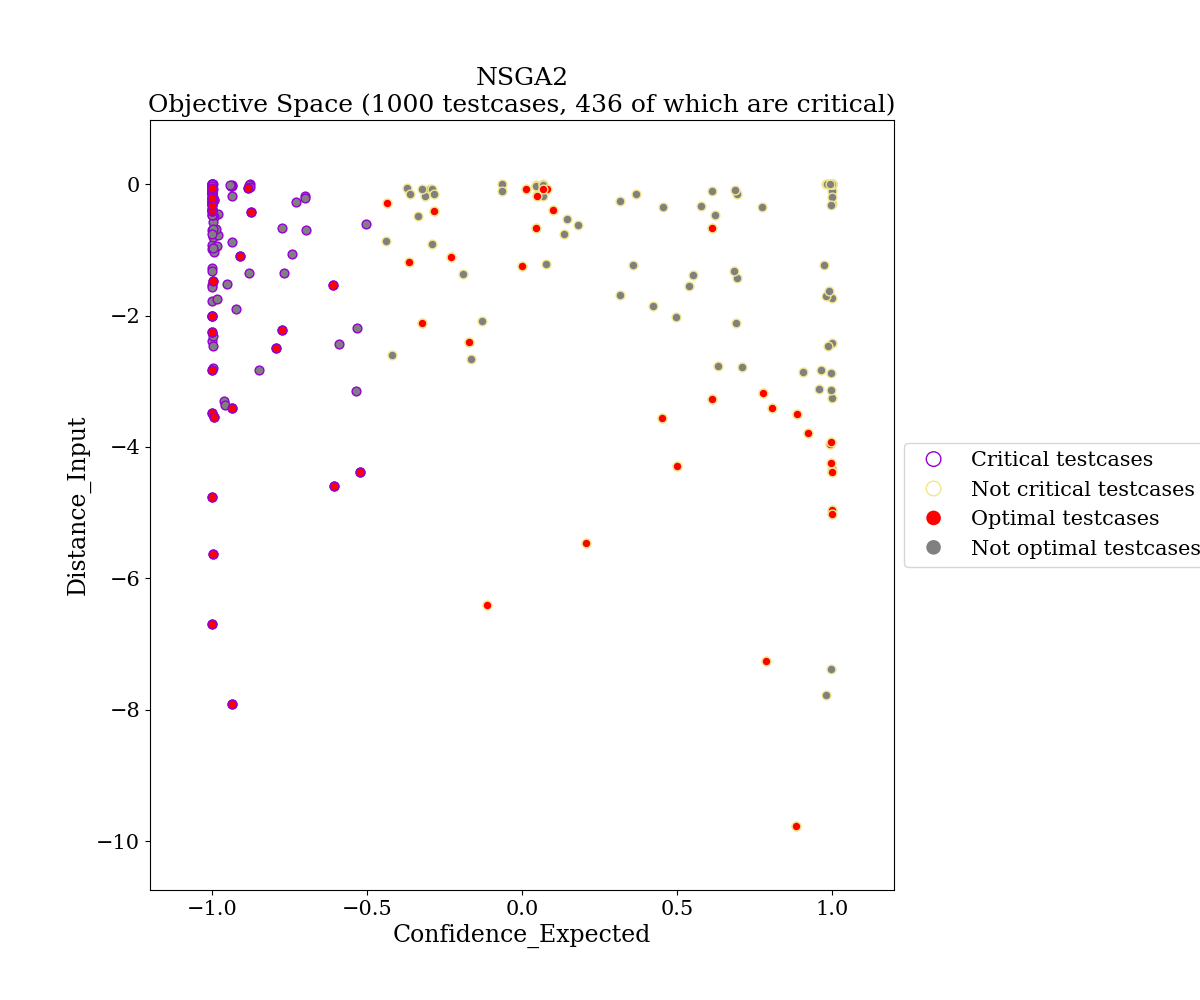 NSGA2
Objective Space (1000 testcases, 436 of which are critical)
0
−2
−4
−6
−8
−10
Distance_Input
−1.0
−0.5
0.0
0.5
1.0
Confidence_Expected
Critical testcases
Not critical testcases
Optimal testcases
Not optimal testcases